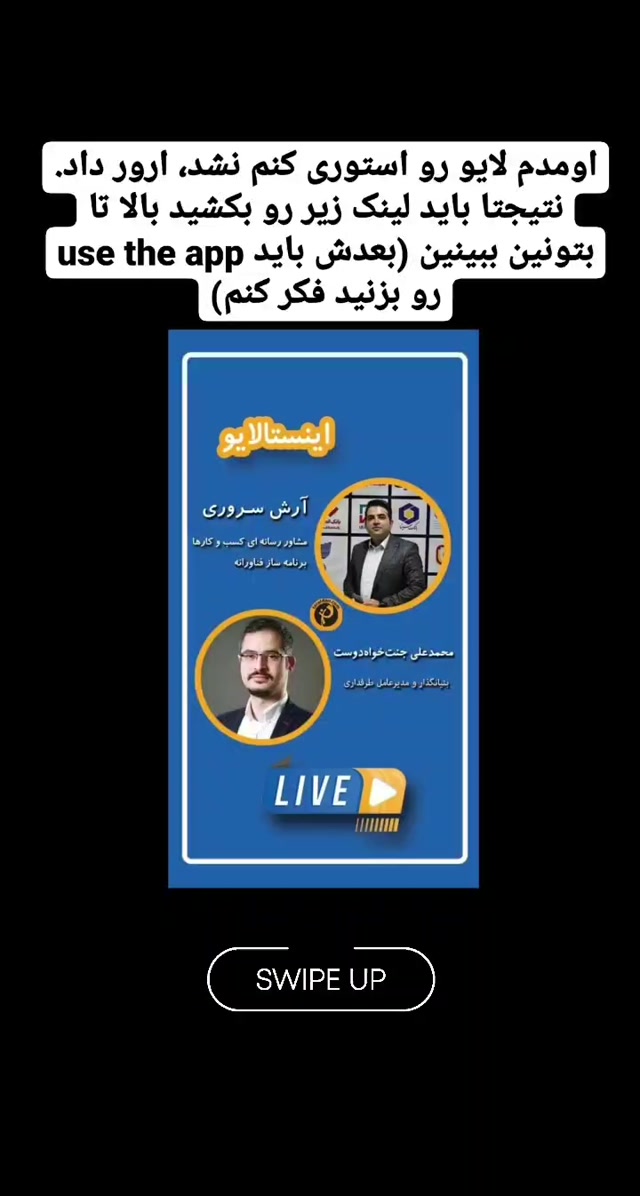 اومدم لایو رو استوری کنم نشد، ارور داد.
نتیجتا باید لینک زیر رو بکشید بالا تا
بتونین ببینین (بعدش باید use the app
رو بزنید فکر کنم)
اینستالایو
آرش سروری
مشاور رسانه ای کسب و کارها
برنامه ساز فناورانه
محمدعلی جنت‌خواه‌دوست
بنیانگذار و مدیرعامل طرفداری
LIVE
SWIPE UP